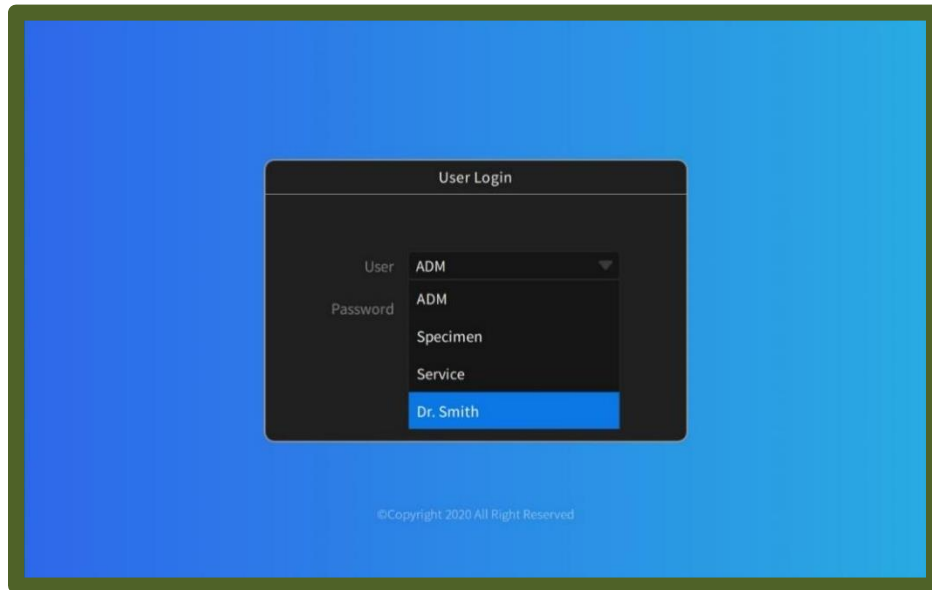 User Login
User ADM
Password
ADM
Specimen
Service
Dr. Smith
©Copyright 2020 All Right Reserved